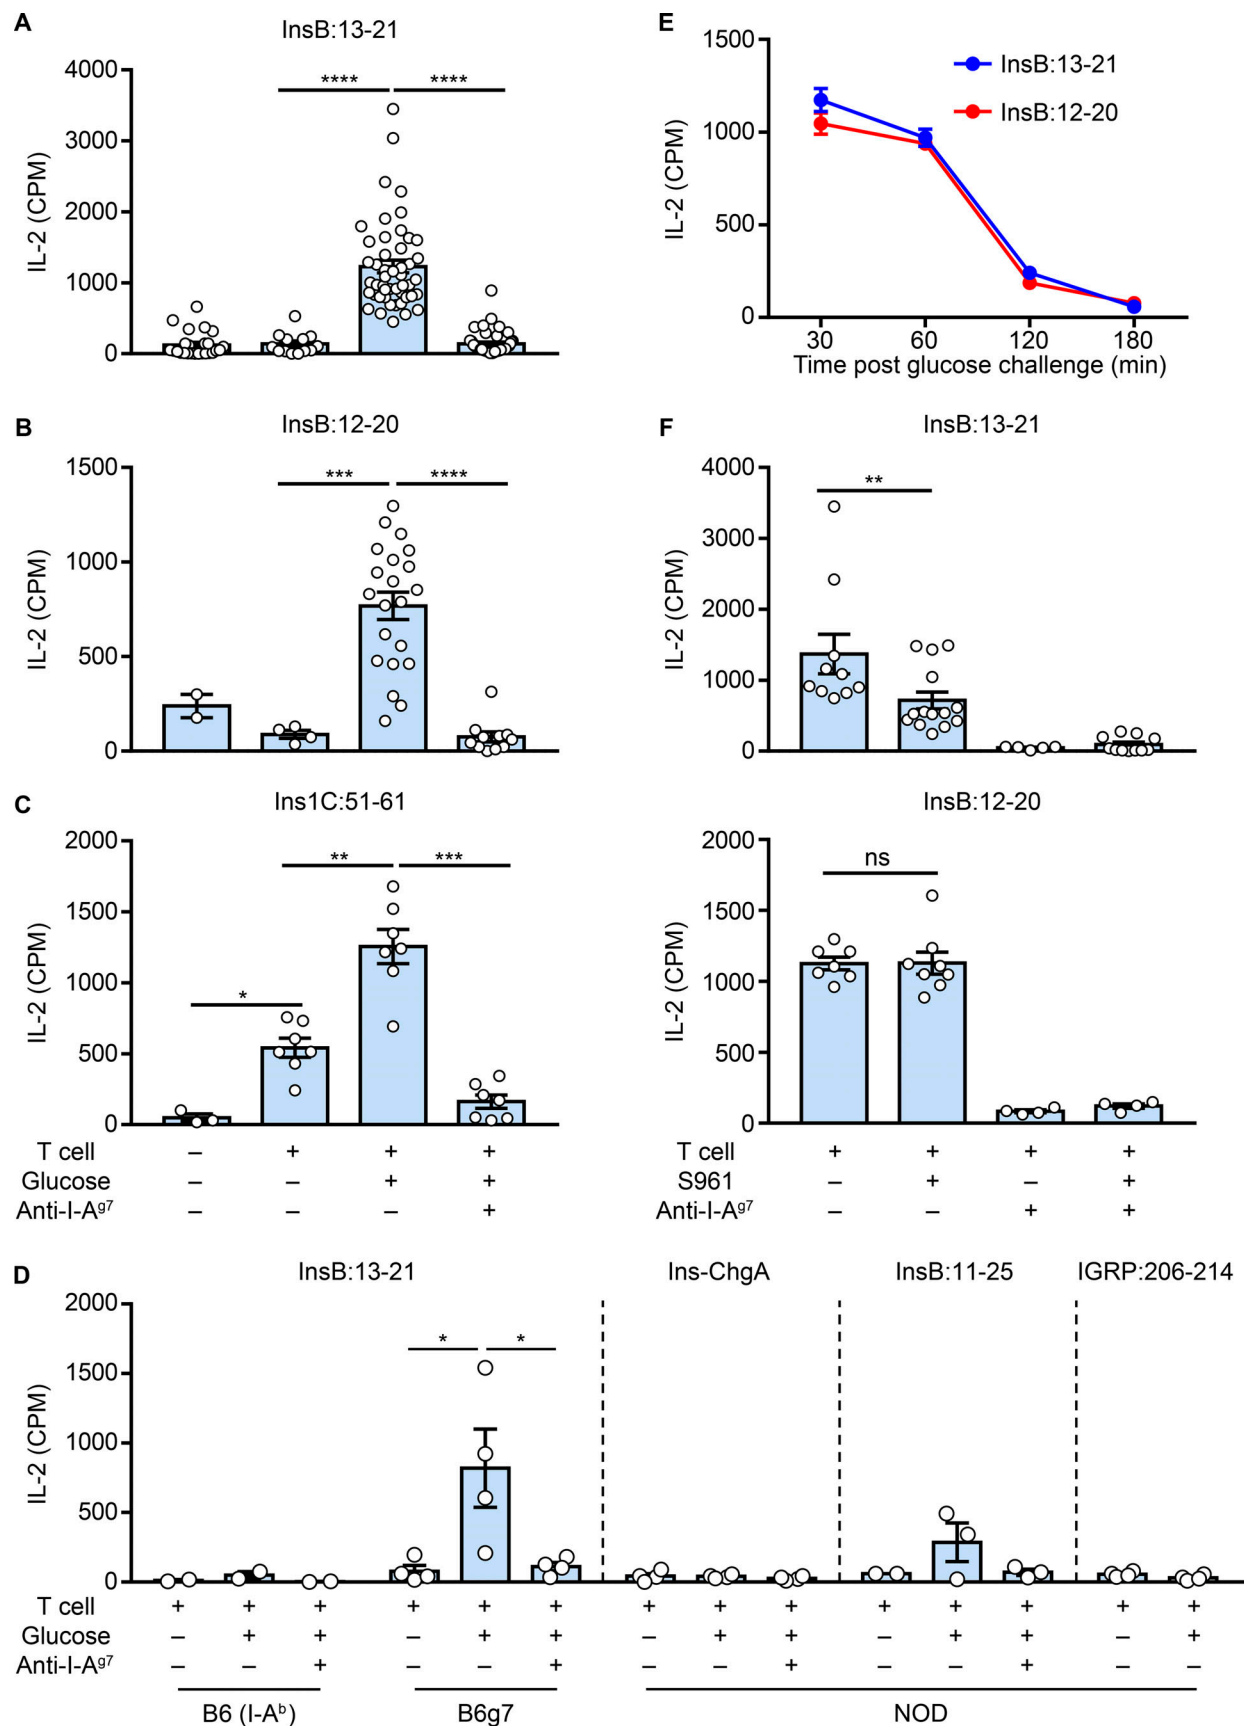 A
InsB:13-21
IL-2 (CPM)
4000
3000
2000
1000
0
**** ****
B
InsB:12-20
IL-2 (CPM)
1500
1000
500
0
*** ****
C
Ins1C:51-61
IL-2 (CPM)
2000
1500
1000
500
0
* ** ***
T cell – + + +
Glucose – – + +
Anti-I-Ag7 – – – +
E
IL-2 (CPM)
1500
1000
500
0
InsB:13-21
InsB:12-20
30 60 120 180
Time post glucose challenge (min)
F
InsB:13-21
IL-2 (CPM)
4000
3000
2000
1000
0
**
InsB:12-20
IL-2 (CPM)
2000
1500
1000
500
0
ns
T cell + + + +
S961 – + – +
Anti-I-Ag7 – – + +
D
InsB:13-21 Ins-ChgA InsB:11-25 IGRP:206-214
IL-2 (CPM)
2000
1500
1000
500
0
* *
T cell + + + + + + + + + + + + + +
Glucose – + + – + + – + + – + + – +
Anti-I-Ag7 – – + – – + – – + – – + – –
B6 (I-Ab) B6g7 NOD